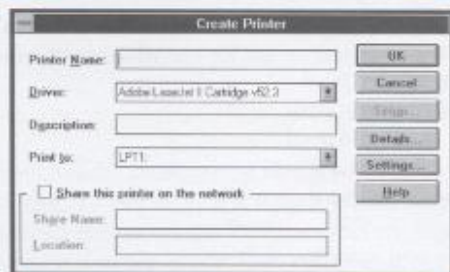 Create Printer
Printer Name:
OK
Driver: Adobe LaserJet II Cartridge v52.3
Cancel
Setup...
Description:
Details...
Print to: LPT1:
Settings...
Share this printer on the network
Help
Share Name:
Location: